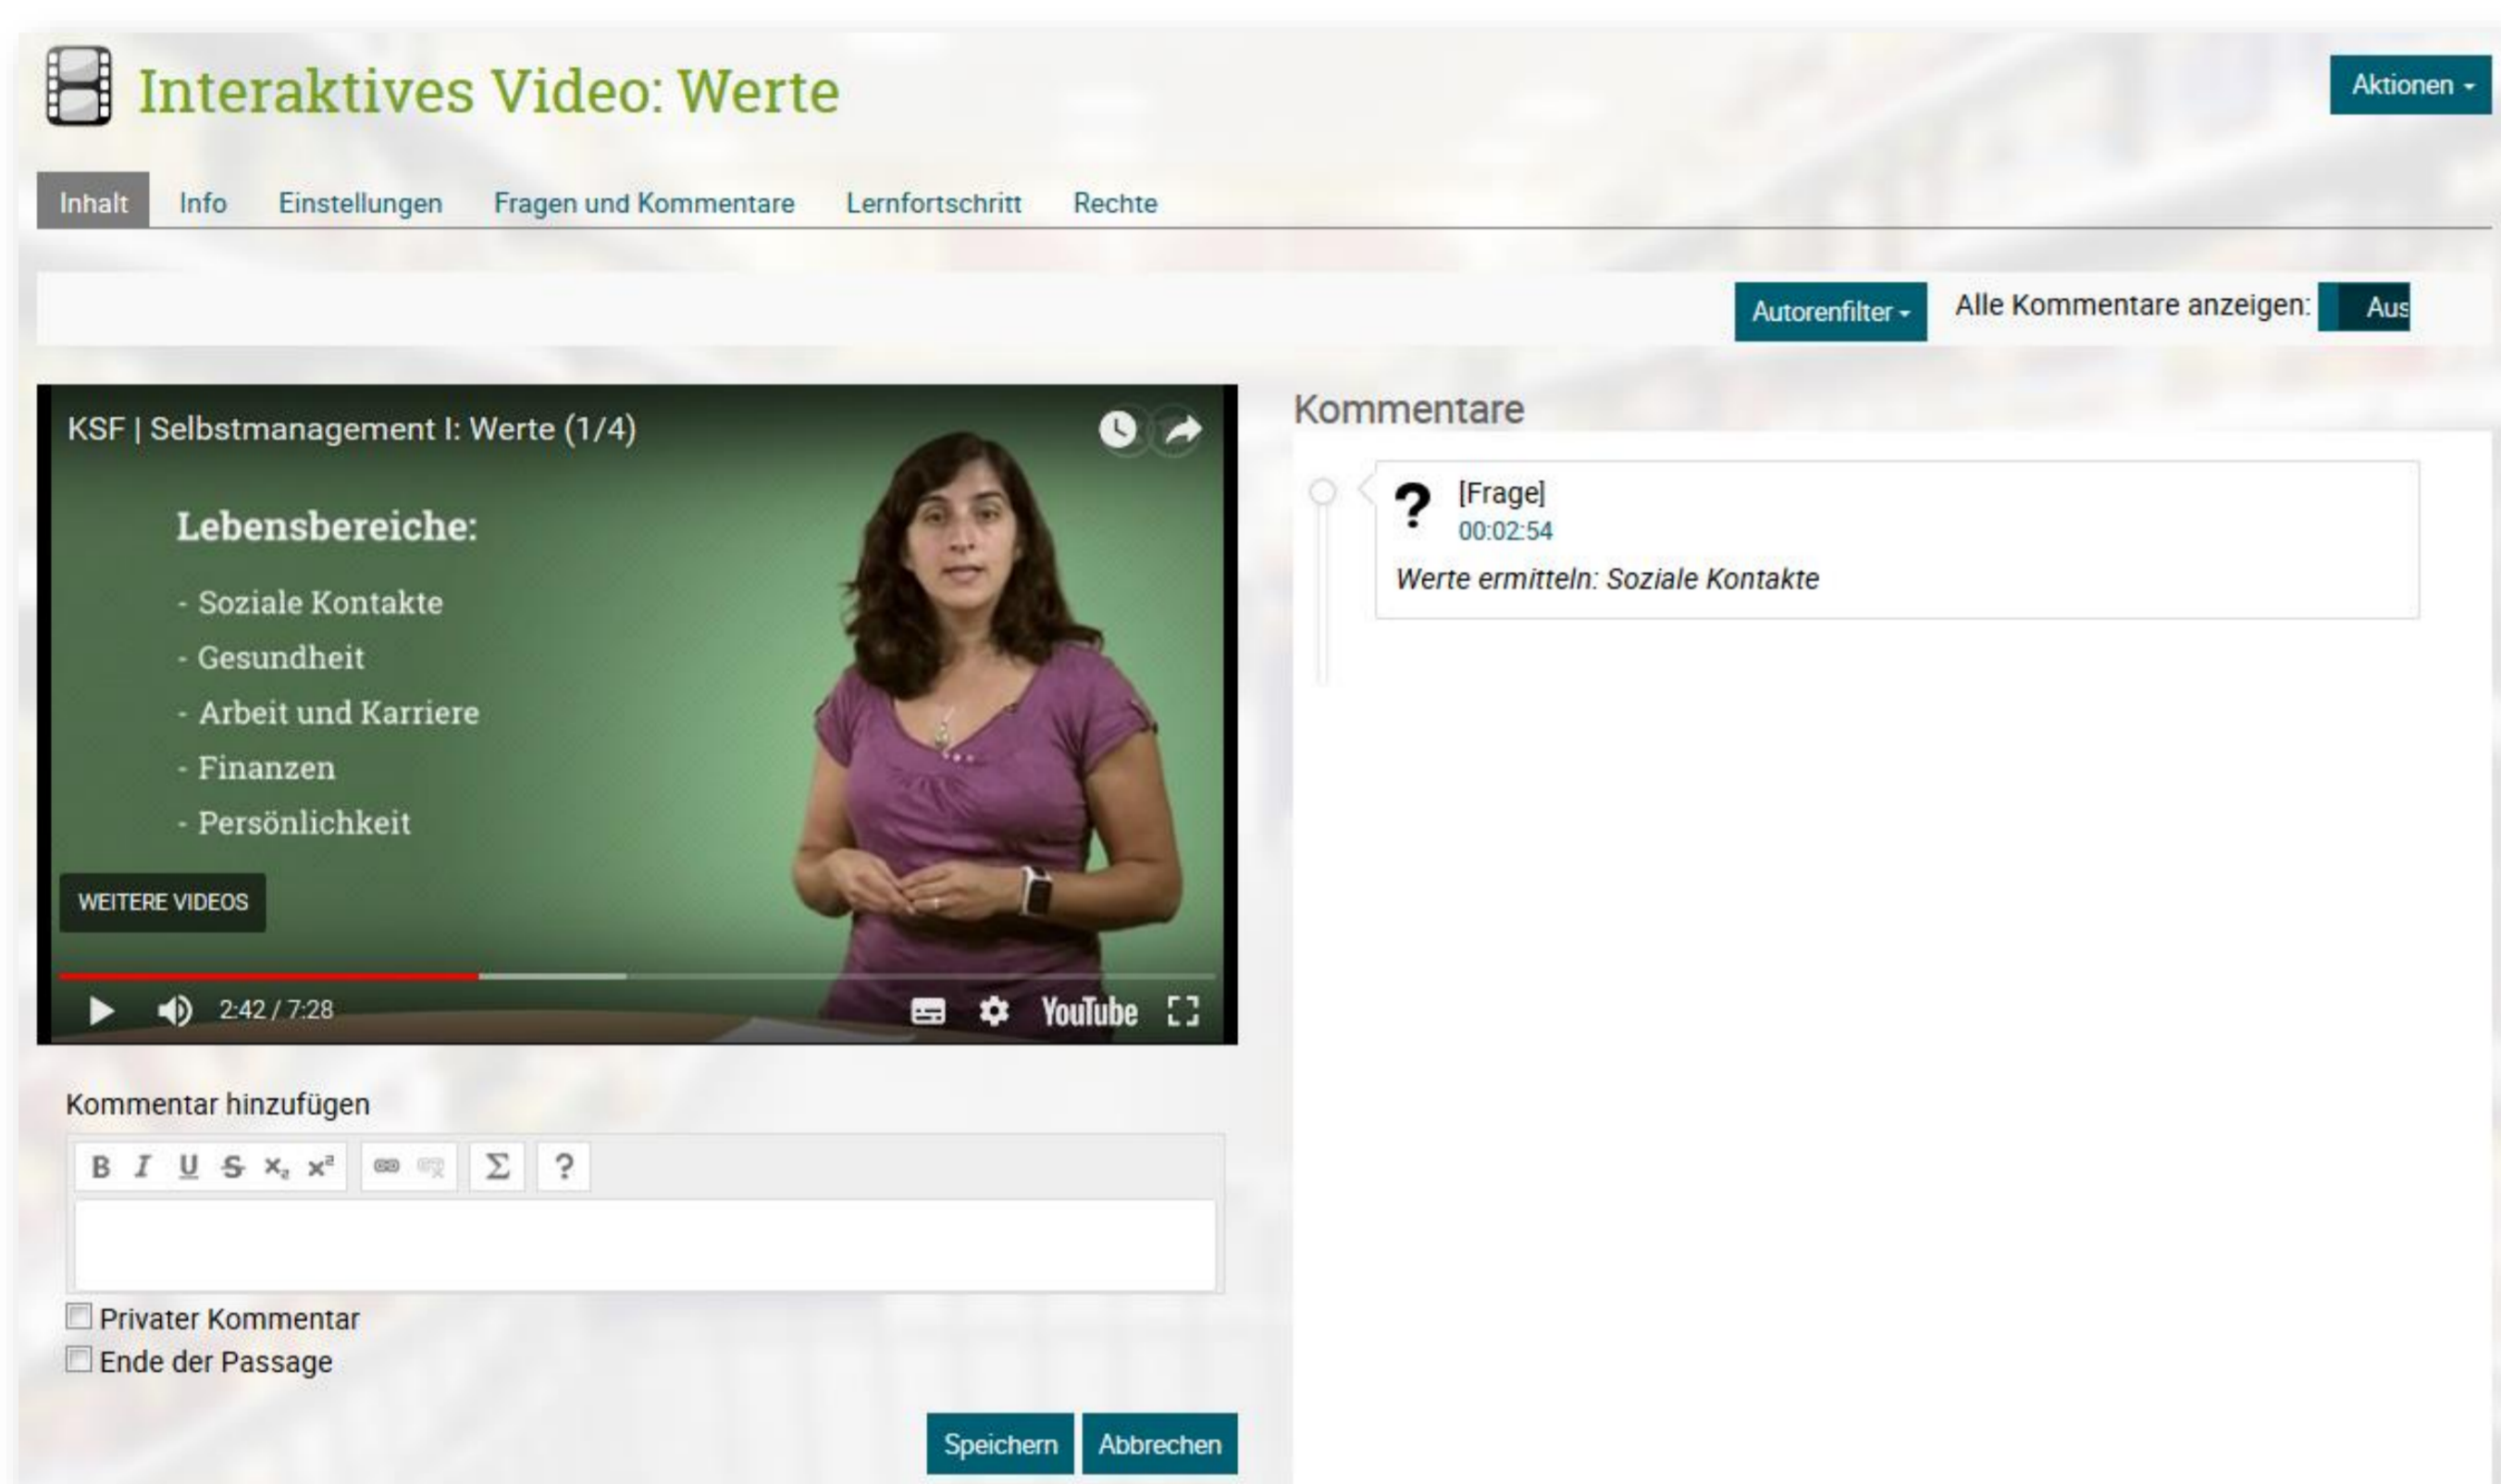 Interaktives Video: Werte
Aktionen
Inhalt Info Einstellungen Fragen und Kommentare Lernfortschritt Rechte
Autorenfilter Alle Kommentare anzeigen: Aus
KSF | Selbstmanagement I: Werte (1/4)
Lebensbereiche:
- Soziale Kontakte
- Gesundheit
- Arbeit und Karriere
- Finanzen
- Persönlichkeit
WEITERE VIDEOS
2:42 / 7:28 YouTube
Kommentare
? [Frage]
00:02:54
Werte ermitteln: Soziale Kontakte
Kommentar hinzufügen
B I U S x₂ x² Σ ?
Privater Kommentar
Ende der Passage
Speichern Abbrechen